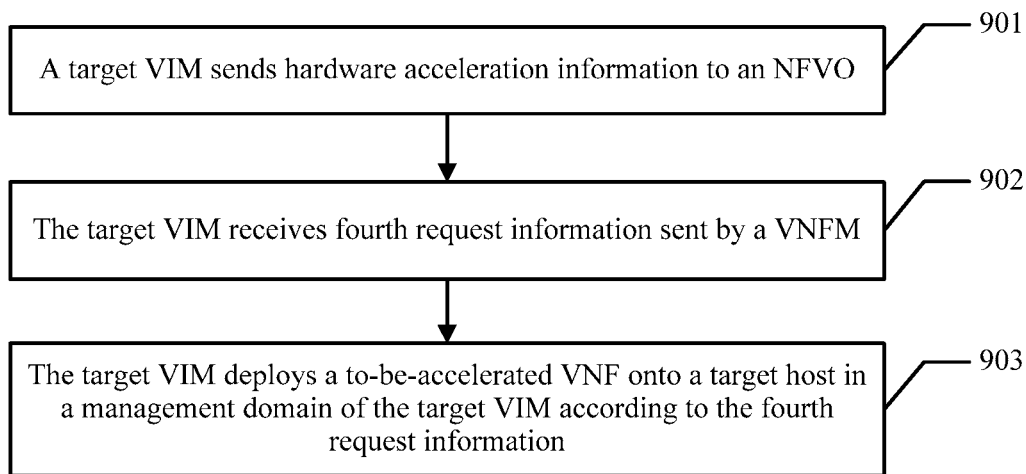 901
A target VIM sends hardware acceleration information to an NFVO
902
The target VIM receives fourth request information sent by a VNFM
903
The target VIM deploys a to-be-accelerated VNF onto a target host in
a management domain of the target VIM according to the fourth
request information